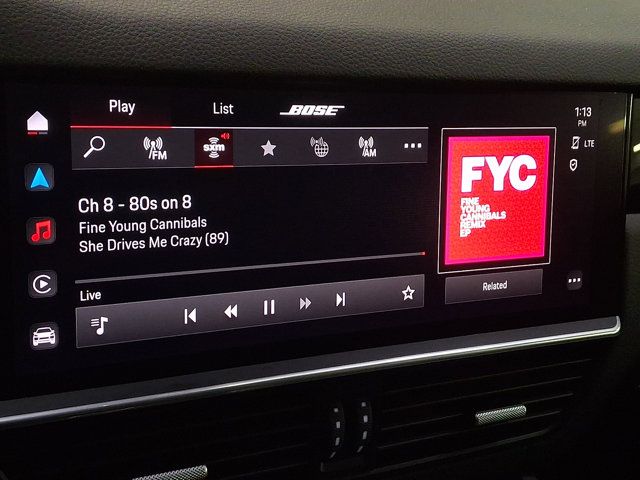 Play
List
BOSE
1:13
PM
FM
sxm
AM
LTE
Ch 8 - 80s on 8
Fine Young Cannibals
She Drives Me Crazy (89)
FYC
FINE
YOUNG
CANNIBALS
REMIX
EP
Live
Related